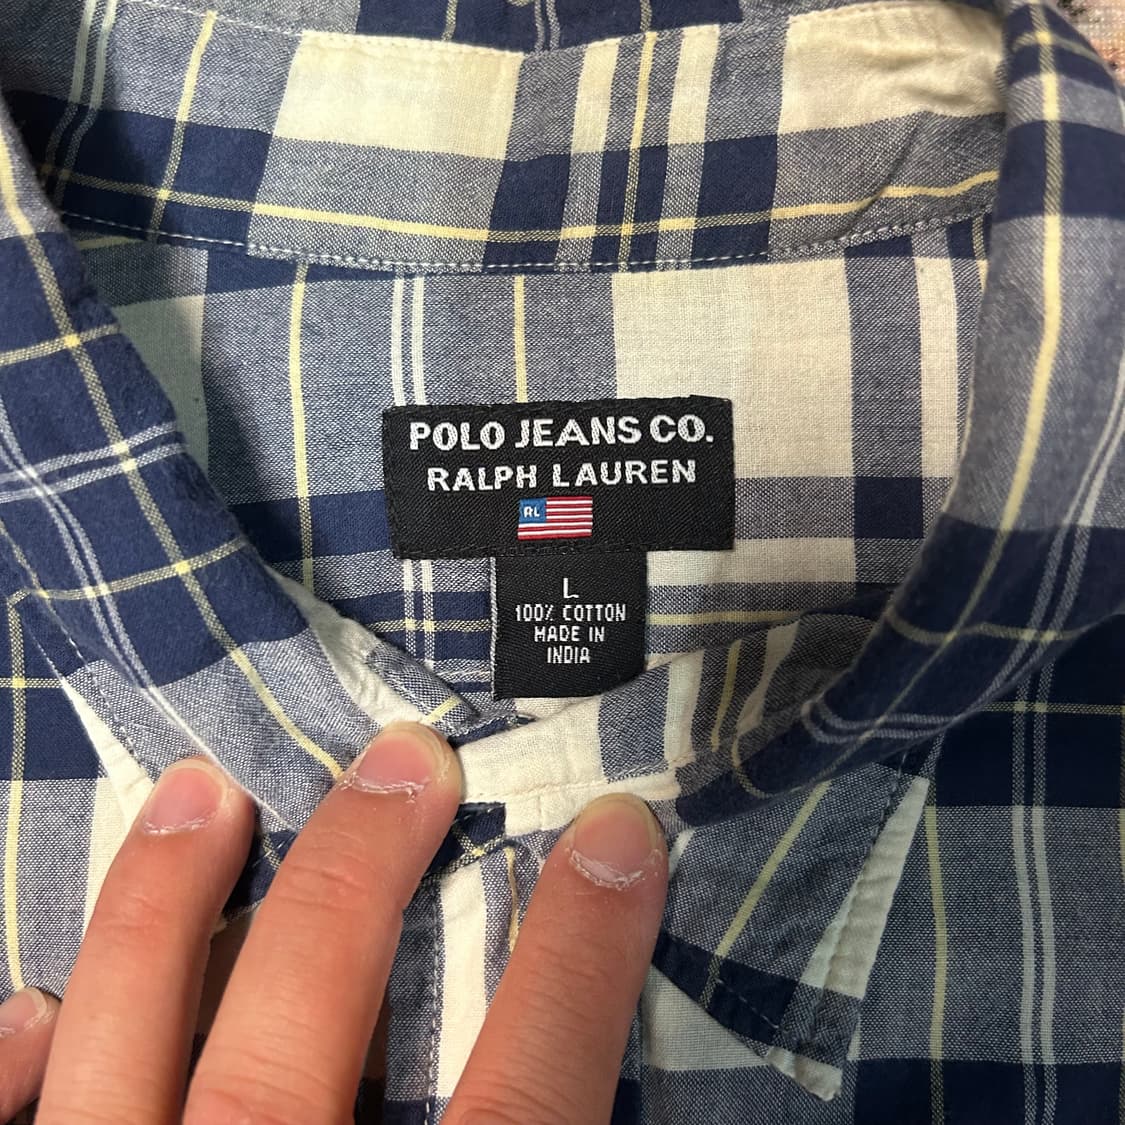 POLO JEANS CO.
RALPH LAUREN
RL
L
100% COTTON
MADE IN
INDIA